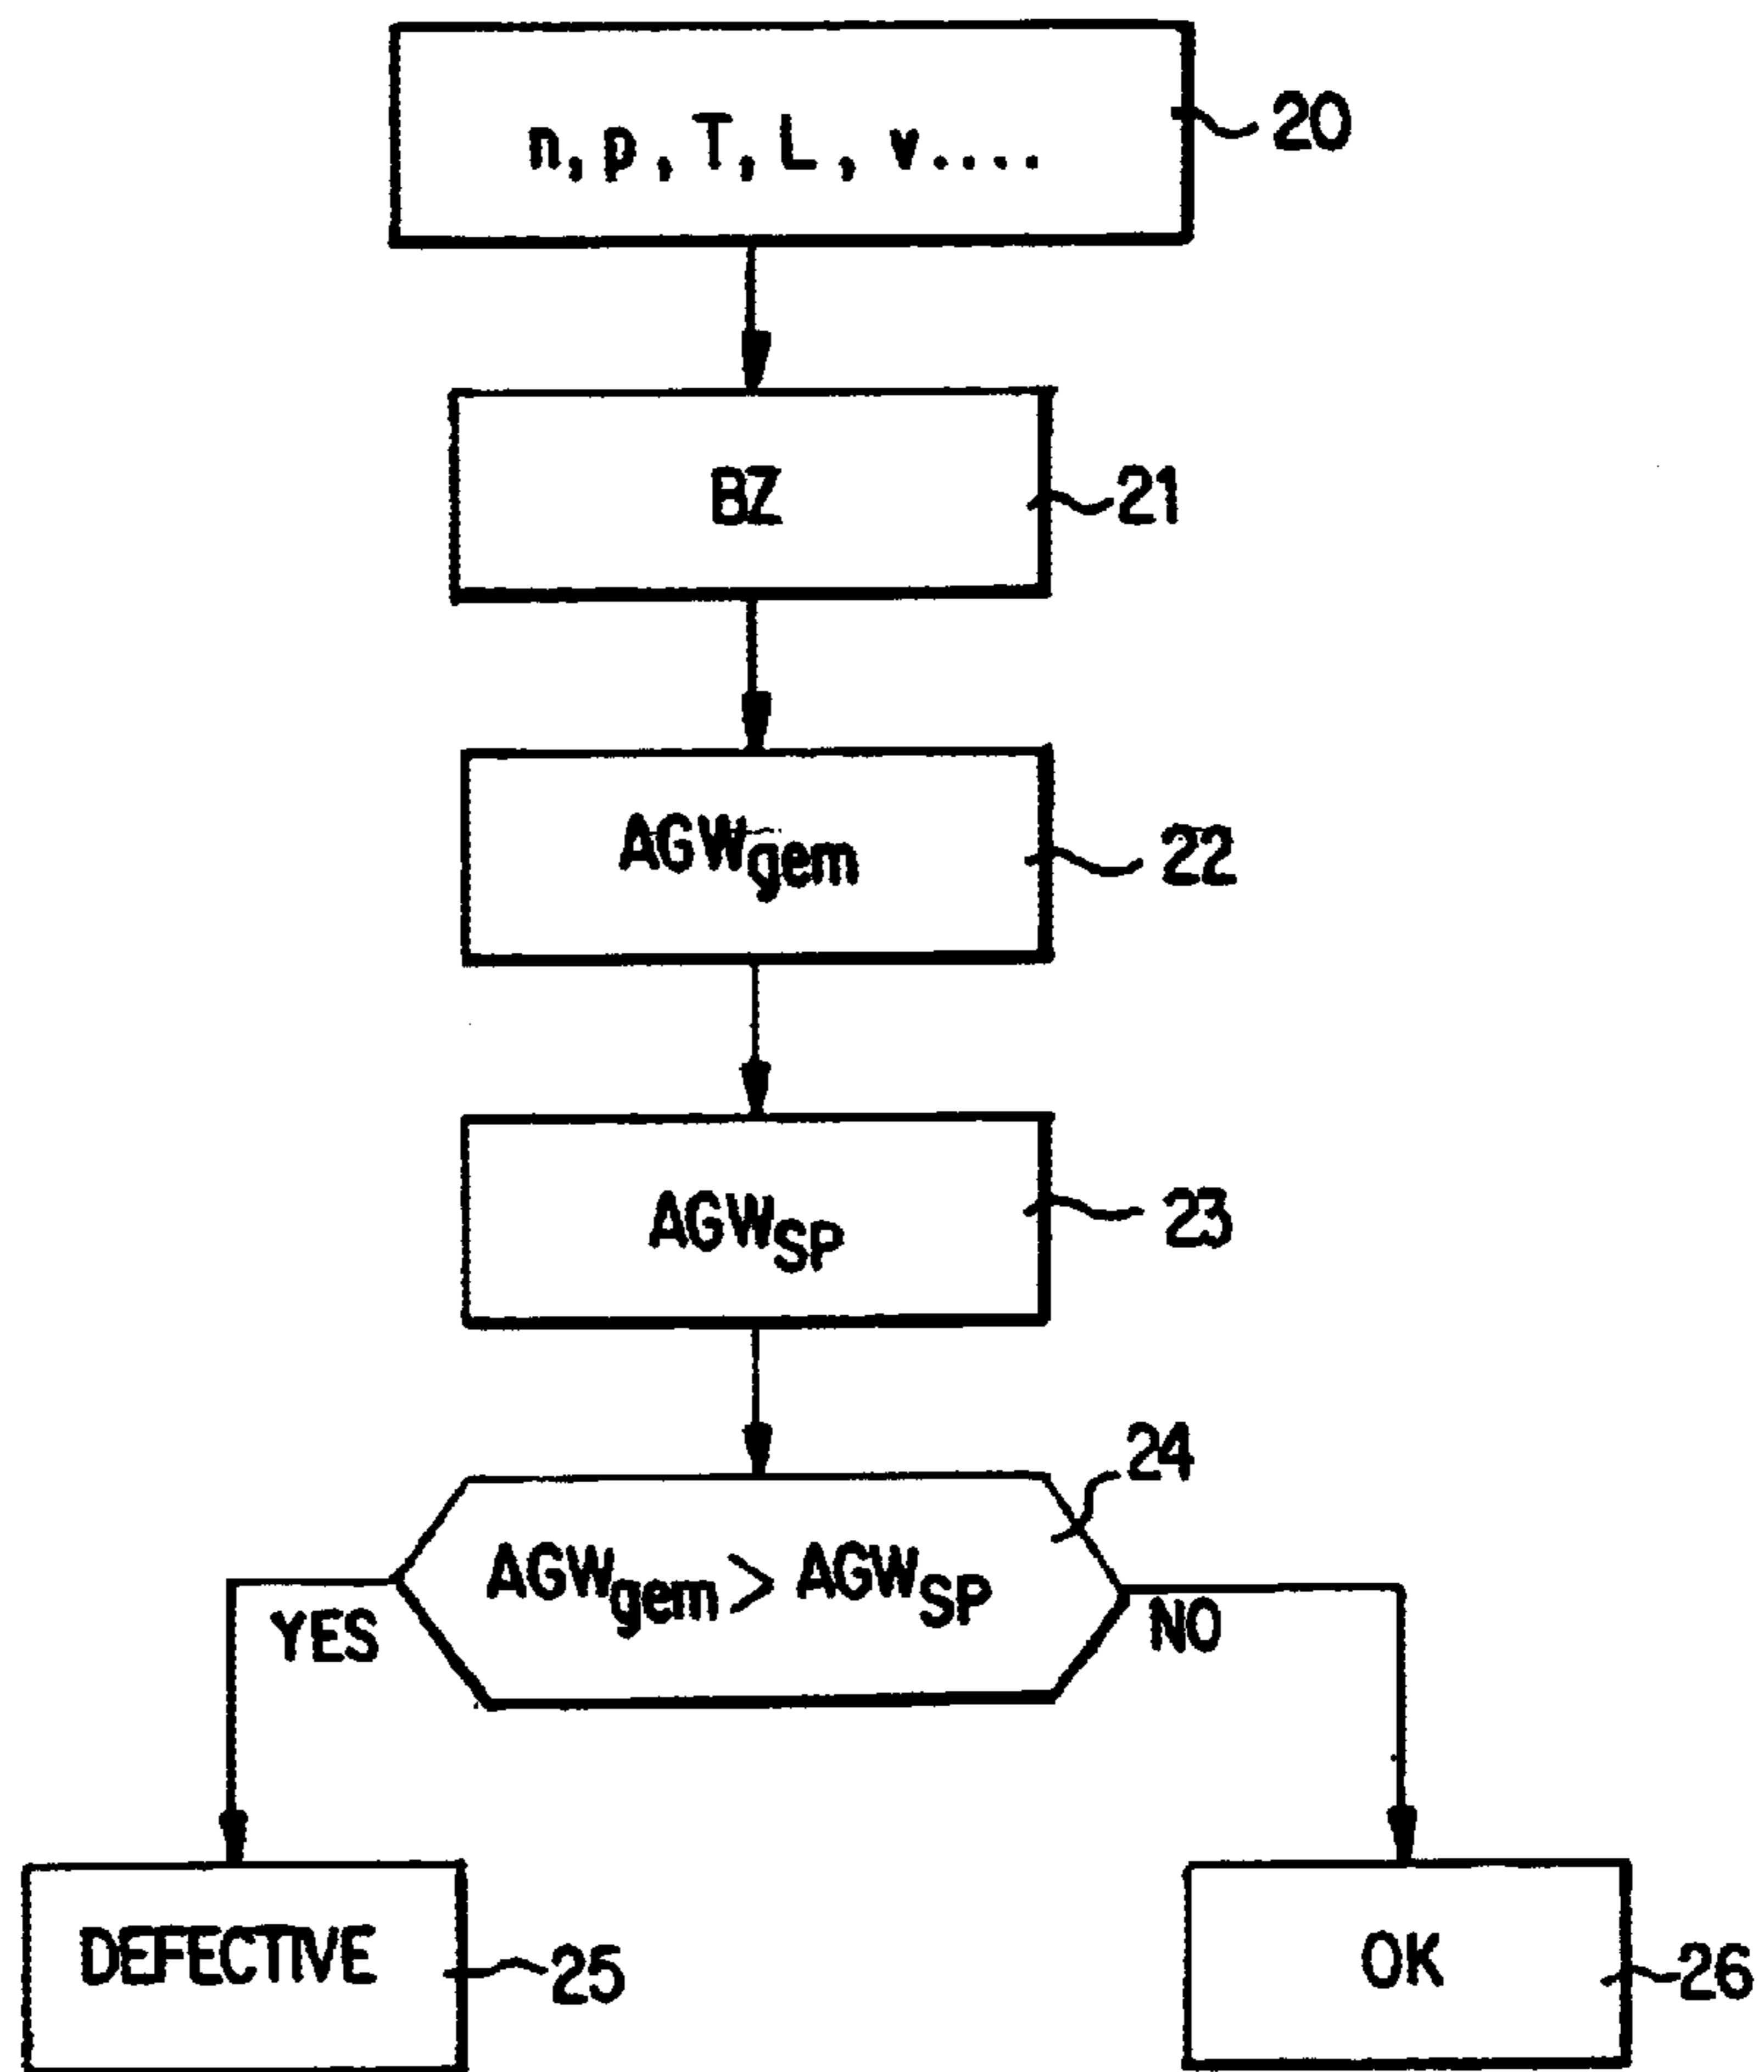 n, p, T, L, v....
20
BZ
21
AGWgem
22
AGWSP
23
24
AGWgem > AGWSP
YES
NO
DEFECTIVE
25
OK
26